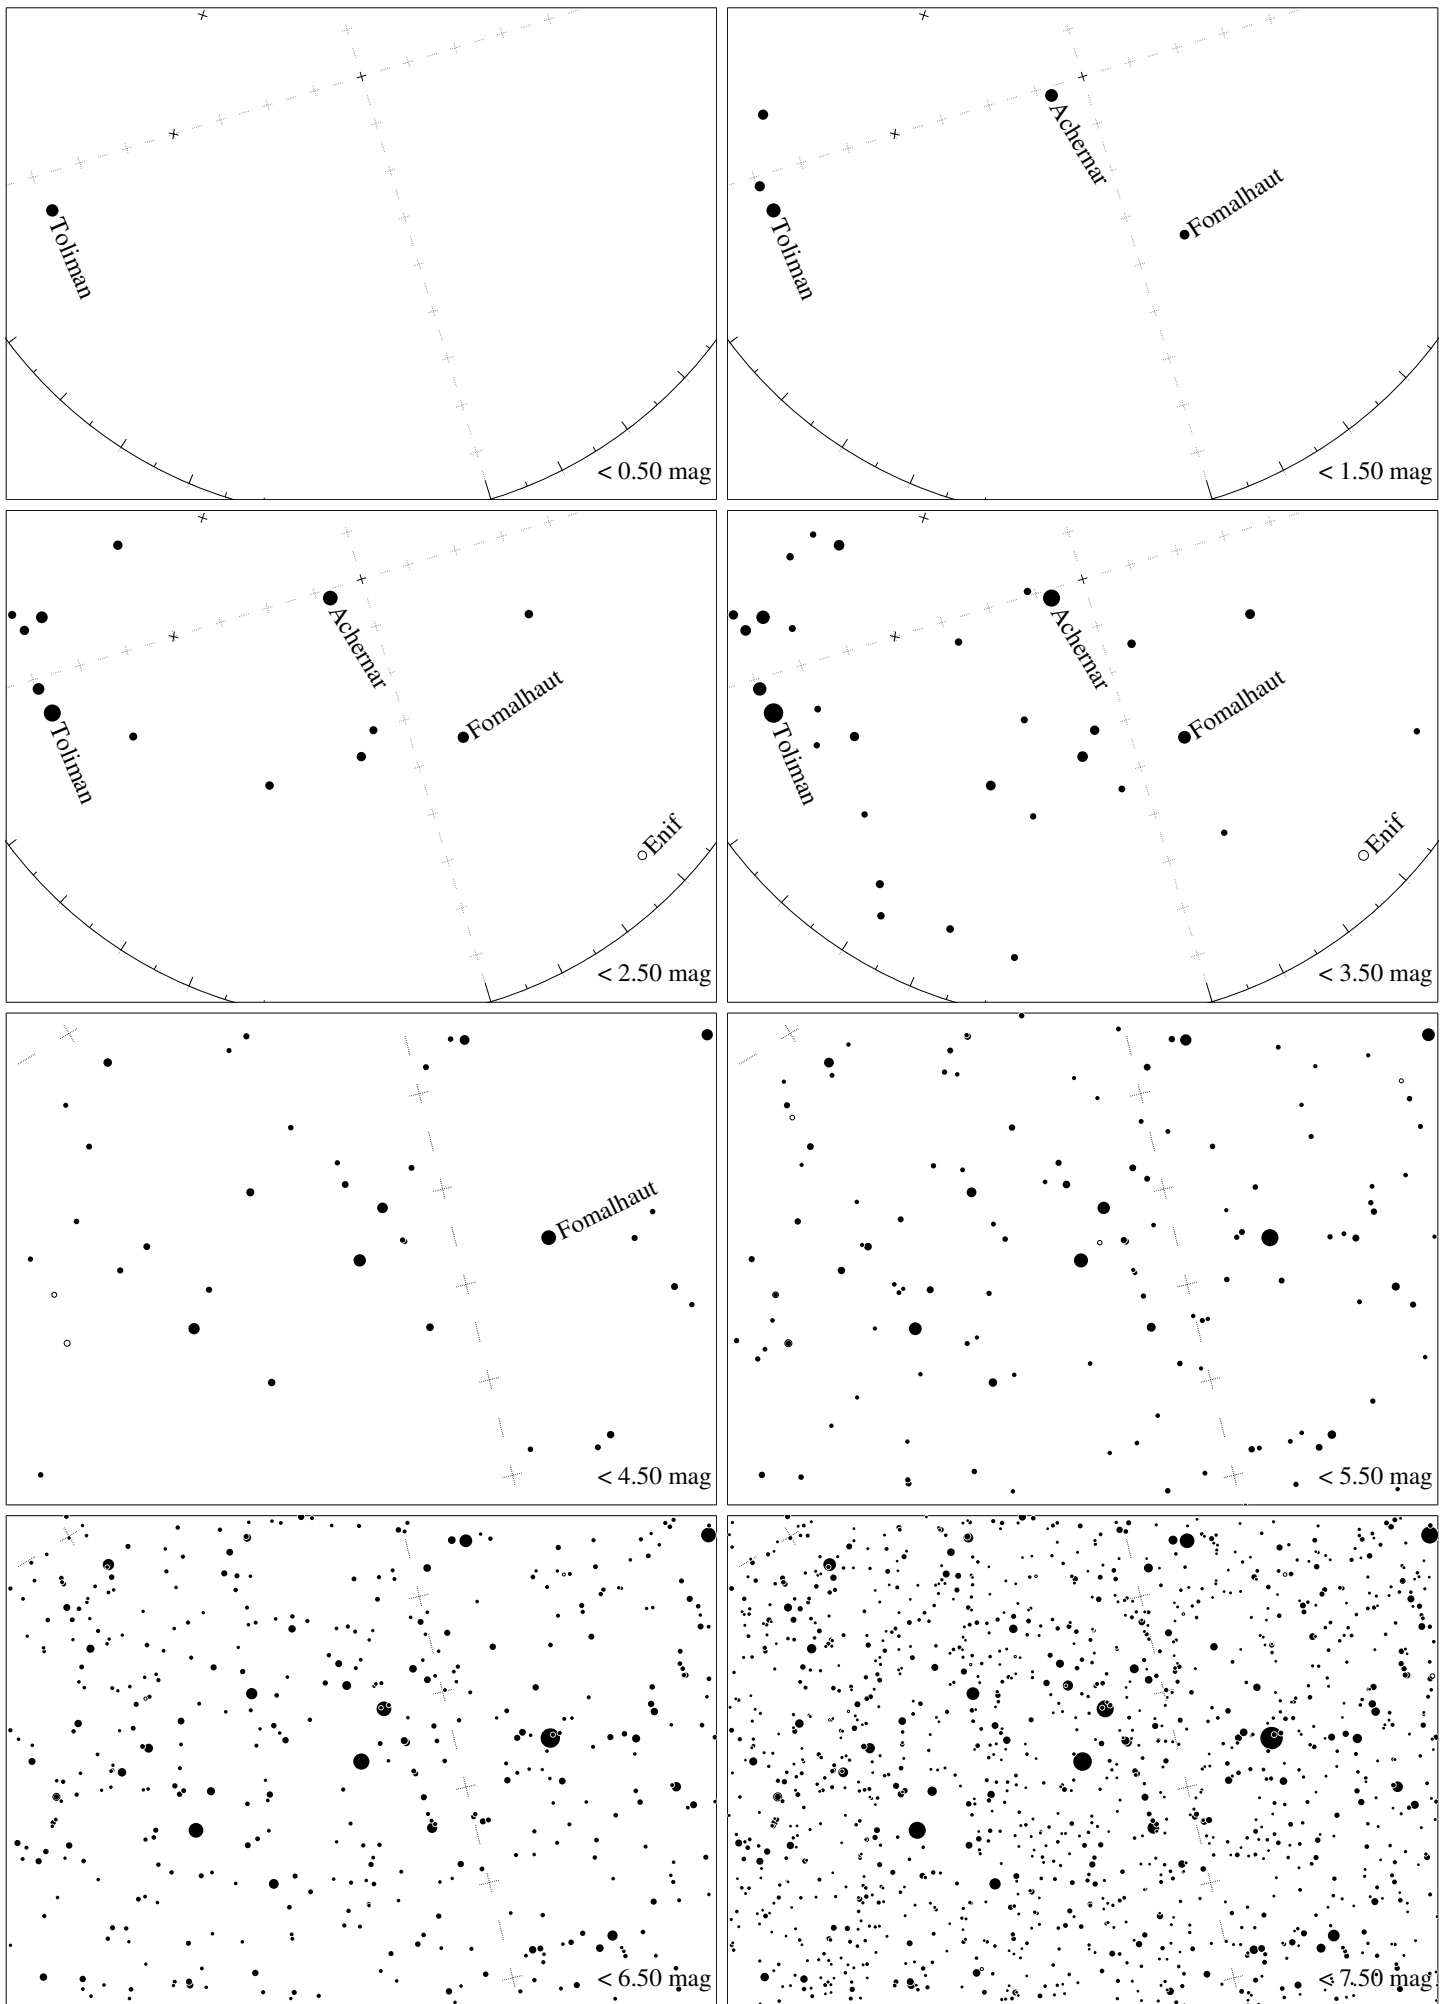 Toliman
< 0.50 mag
Achernar
Fomalhaut
Toliman
< 1.50 mag
Achernar
Fomalhaut
Toliman
Enif
< 2.50 mag
Achernar
Fomalhaut
Toliman
Enif
< 3.50 mag
Fomalhaut
< 4.50 mag
< 5.50 mag
< 6.50 mag
< 7.50 mag